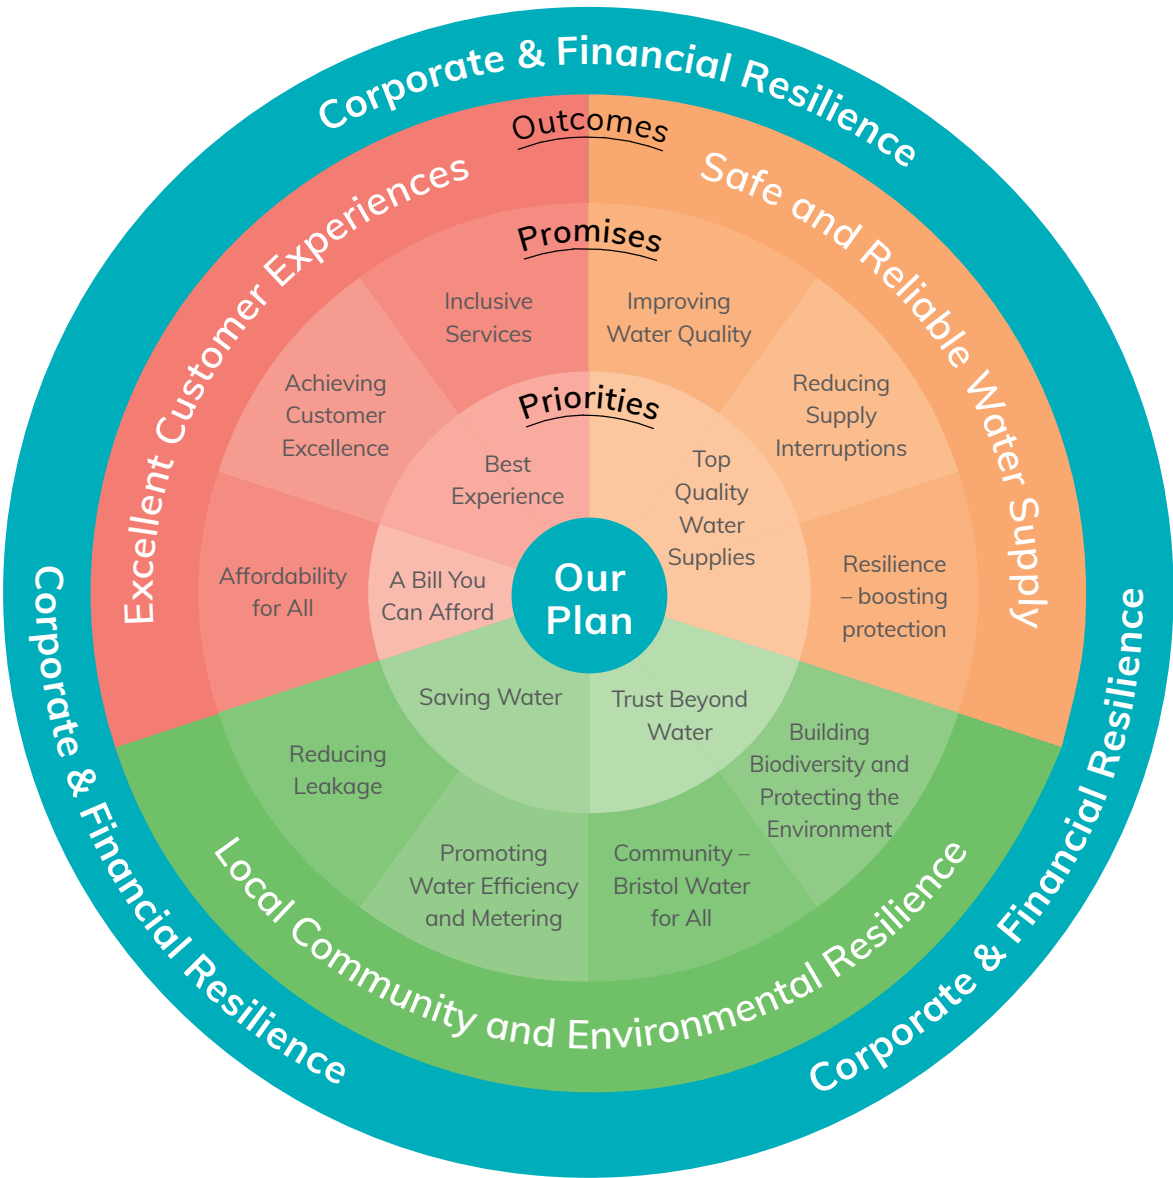 Corporate & Financial Resilience
Outcomes
Excellent Customer Experiences
Safe and Reliable Water Supply
Promises
Inclusive
Services
Improving
Water Quality
Achieving
Customer
Excellence
Reducing
Supply
Interruptions
Priorities
Best
Experience
Top
Quality
Water
Supplies
Affordability
for All
A Bill You
Can Afford
Our
Plan
Resilience
– boosting
protection
Saving Water
Trust Beyond
Water
Reducing
Leakage
Building
Biodiversity and
Protecting the
Environment
Promoting
Water Efficiency
and Metering
Community –
Bristol Water
for All
Local Community and Environmental Resilience
Corporate & Financial Resilience
Corporate & Financial Resilience